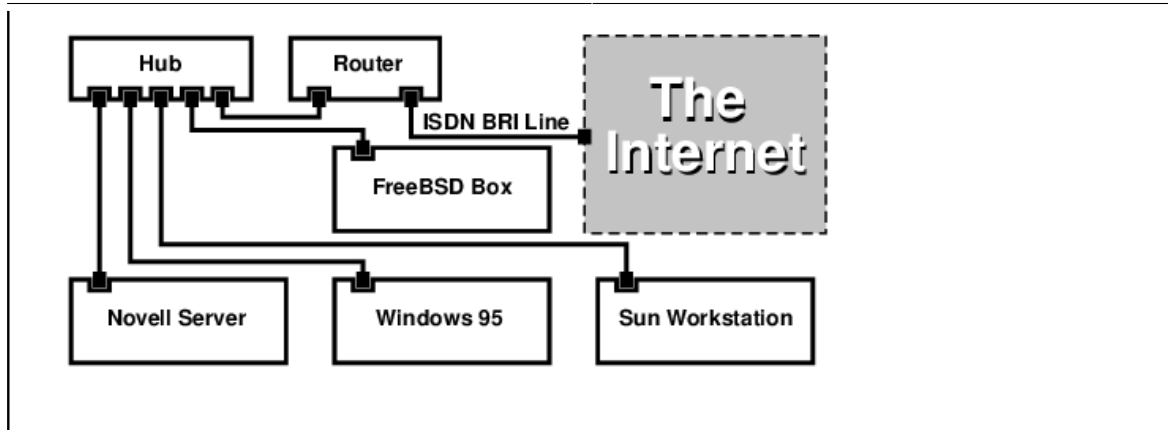 Hub
Router
The
Internet
ISDN BRI Line
FreeBSD Box
Novell Server
Windows 95
Sun Workstation